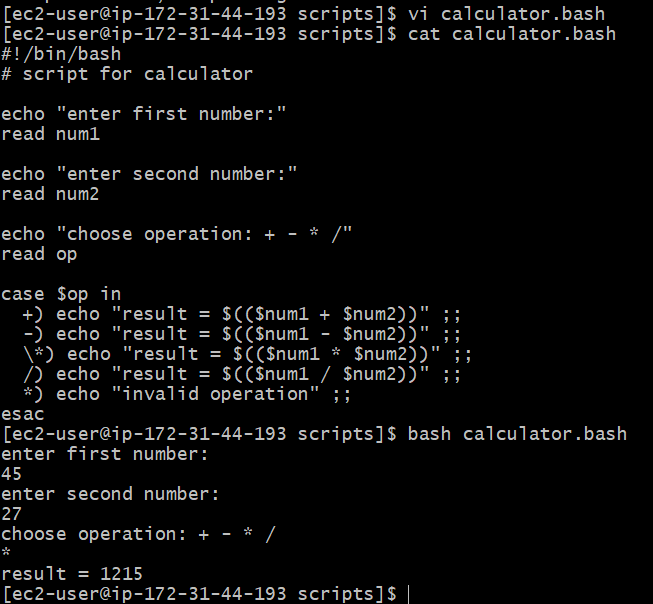 [ec2-user@ip-172-31-44-193 scripts]$ vi calculator.bash
[ec2-user@ip-172-31-44-193 scripts]$ cat calculator.bash
#!/bin/bash
# script for calculator
echo "enter first number:"
read num1
echo "enter second number:"
read num2
echo "choose operation: + - * /"
read op
case $op in
  +) echo "result = $(($num1 + $num2))" ;;
  -) echo "result = $(($num1 - $num2))" ;;
  \*) echo "result = $(($num1 * $num2))" ;;
  /) echo "result = $(($num1 / $num2))" ;;
  *) echo "invalid operation" ;;
esac
[ec2-user@ip-172-31-44-193 scripts]$ bash calculator.bash
enter first number:
45
enter second number:
27
choose operation: + - * /
*
result = 1215
[ec2-user@ip-172-31-44-193 scripts]$